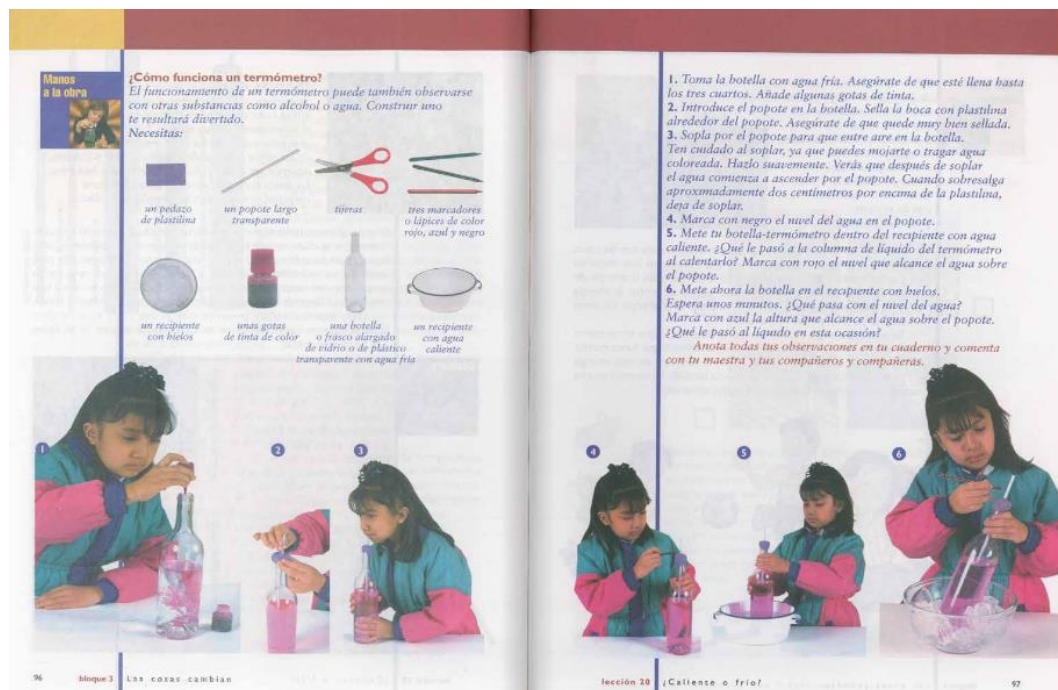 Manos
a la obra
¿Cómo funciona un termómetro?
El funcionamiento de un termómetro puede también observarse
con otras substancias como alcohol o agua. Construir uno
te resultará divertido.
Necesitas:
un pedazo
de plastilina
un popote largo
transparente
tijeras
tres marcadores
o lápices de color
rojo, azul y negro
un recipiente
con hielos
unas gotas
de tinta de color
una botella
o frasco alargado
de vidrio o de plástico
transparente con agua fría
un recipiente
con agua
caliente
1
2
3
96
bloque 3
Las cosas cambian
1. Toma la botella con agua fría. Asegúrate de que esté llena hasta
los tres cuartos. Añade algunas gotas de tinta.
2. Introduce el popote en la botella. Sella la boca con plastilina
alrededor del popote. Asegúrate de que quede muy bien sellada.
3. Sopla por el popote para que entre aire en la botella.
Ten cuidado al soplar, ya que puedes mojarte o tragar agua
coloreada. Hazlo suavemente. Verás que después de soplar
el agua comienza a ascender por el popote. Cuando sobresalga
aproximadamente dos centímetros por encima de la plastilina,
deja de soplar.
4. Marca con negro el nivel del agua en el popote.
5. Mete tu botella-termómetro dentro del recipiente con agua
caliente. ¿Qué le pasó a la columna de líquido del termómetro
al calentarlo? Marca con rojo el nivel que alcance el agua sobre
el popote.
6. Mete ahora la botella en el recipiente con hielos.
Espera unos minutos. ¿Qué pasa con el nivel del agua?
Marca con azul la altura que alcance el agua sobre el popote.
¿Qué le pasó al líquido en esta ocasión?
Anota todas tus observaciones en tu cuaderno y comenta
con tu maestra y tus compañeros y compañeras.
4
5
6
lección 20
¿Caliente o frío?
97